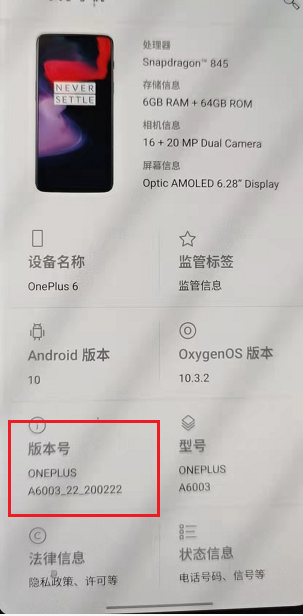 处理器
Snapdragon™ 845
存储信息
6GB RAM + 64GB ROM
相机信息
16 + 20 MP Dual Camera
屏幕信息
Optic AMOLED 6.28" Display
NEVER
SETTLE
设备名称
OnePlus 6
监管标签
监管信息
Android 版本
10
OxygenOS 版本
10.3.2
版本号
ONEPLUS
A6003_22_200222
型号
ONEPLUS
A6003
法律信息
隐私政策、许可等
状态信息
电话号码、信号等